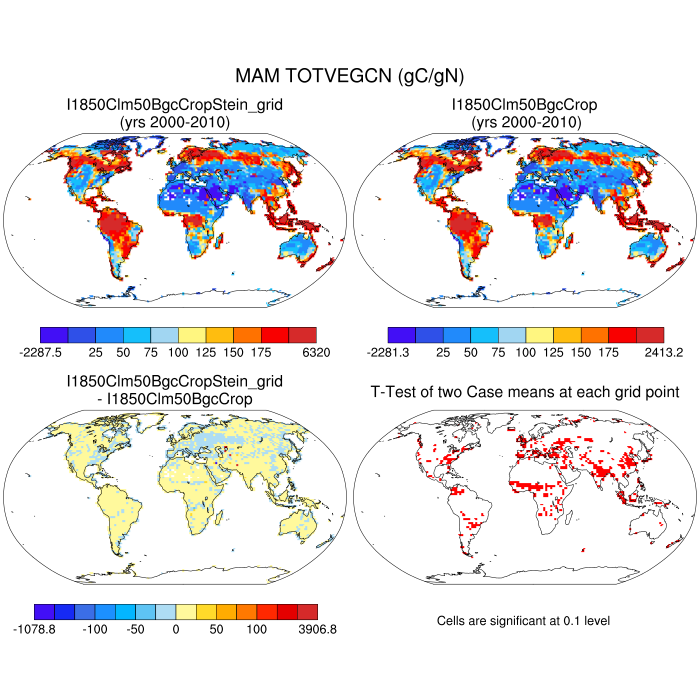 MAM TOTVEGCN (gC/gN)
I1850Clm50BgcCropStein_grid
(yrs 2000-2010)
I1850Clm50BgcCrop
(yrs 2000-2010)
-2287.5 25 50 75 100 125 150 175 6320
-2281.3 25 50 75 100 125 150 175 2413.2
I1850Clm50BgcCropStein_grid
- I1850Clm50BgcCrop
T-Test of two Case means at each grid point
-1078.8 -100 -50 0 50 100 3906.8
Cells are significant at 0.1 level